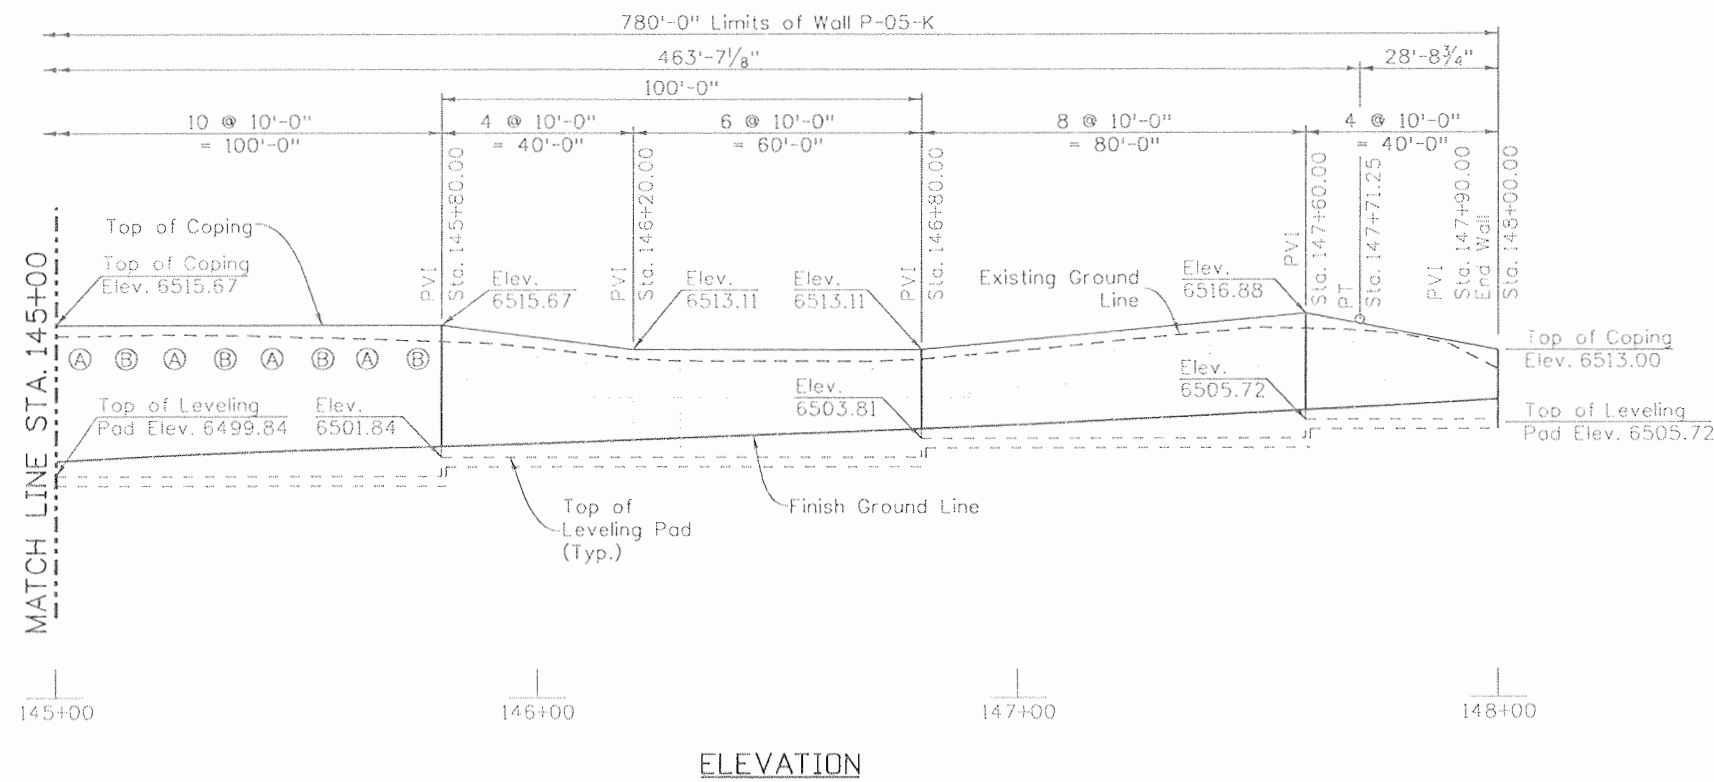 780'-0" Limits of Wall P-05-K
463'-7 1/8"
28'-8 3/4"
100'-0"
10 @ 10'-0"
= 100'-0"
4 @ 10'-0"
= 40'-0"
6 @ 10'-0"
= 60'-0"
8 @ 10'-0"
= 80'-0"
4 @ 10'-0"
= 40'-0"
MATCH LINE STA. 145+00
Top of Coping
Top of Coping
Elev. 6515.67
PVI
Sta. 145+80.00
Elev.
6515.67
PVI
Sta. 146+20.00
Elev.
6513.11
Elev.
6513.11
PVI
Sta. 146+80.00
Existing Ground
Line
Elev.
6516.88
PVI
Sta. 147+60.00
PT
Sta. 147+71.25
PVI
Sta. 147+90.00
End Wall
Sta. 148+00.00
A B A B A B A B
Top of Coping
Elev. 6513.00
Top of Leveling
Pad Elev. 6499.84
Elev.
6501.84
Elev.
6503.81
Elev.
6505.72
Top of Leveling
Pad Elev. 6505.72
Top of
Leveling Pad
(Typ.)
Finish Ground Line
145+00
146+00
147+00
148+00
ELEVATION